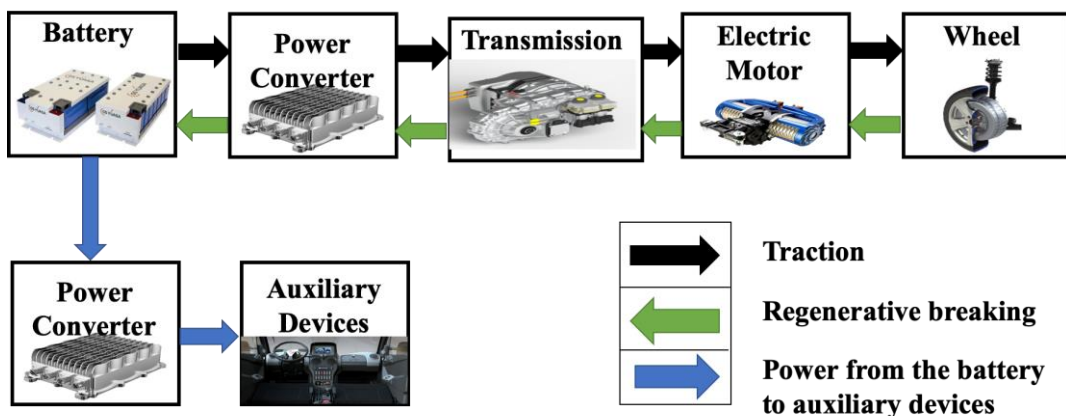 Battery
Power
Converter
Transmission
Electric
Motor
Wheel
Power
Converter
Auxiliary
Devices
Traction
Regenerative breaking
Power from the battery
to auxiliary devices